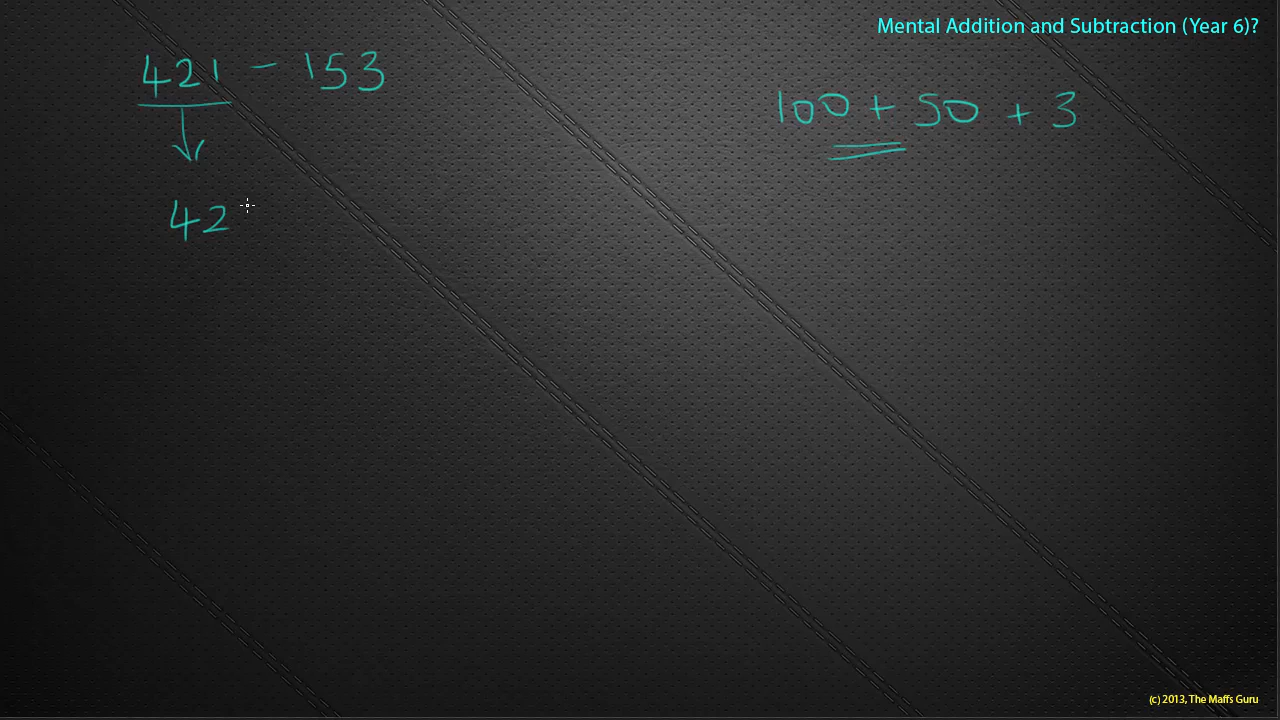 Mental Addition and Subtraction (Year 6)?
421 - 153
100 + 50 + 3
42
(c) 2013, The Maffs Guru